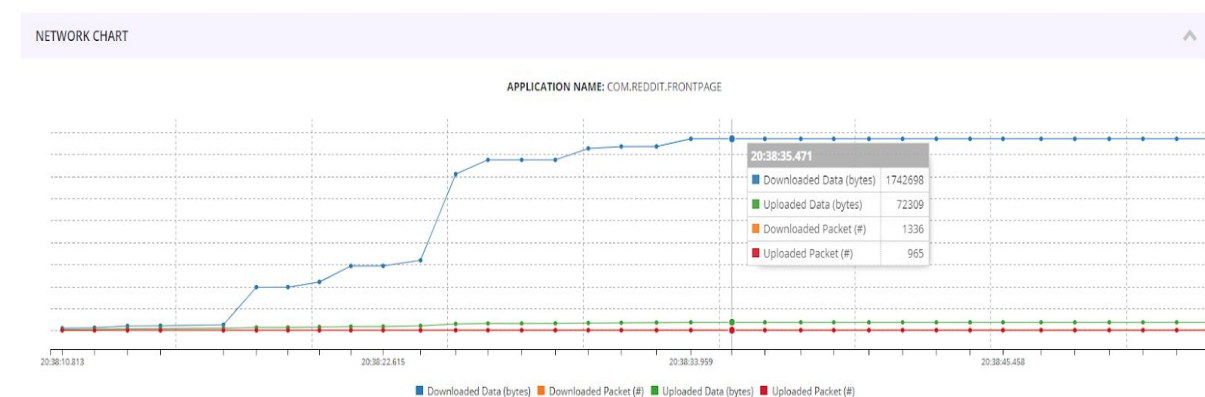 NETWORK CHART
APPLICATION NAME: COM.REDDIT.FRONTPAGE
20:38:35.471
Downloaded Data (bytes) 1742698
Uploaded Data (bytes) 72309
Downloaded Packet (#) 1336
Uploaded Packet (#) 965
20:38:10.813 20:38:22.615 20:38:33.959 20:38:45.458
Downloaded Data (bytes) Downloaded Packet (#) Uploaded Data (bytes) Uploaded Packet (#)